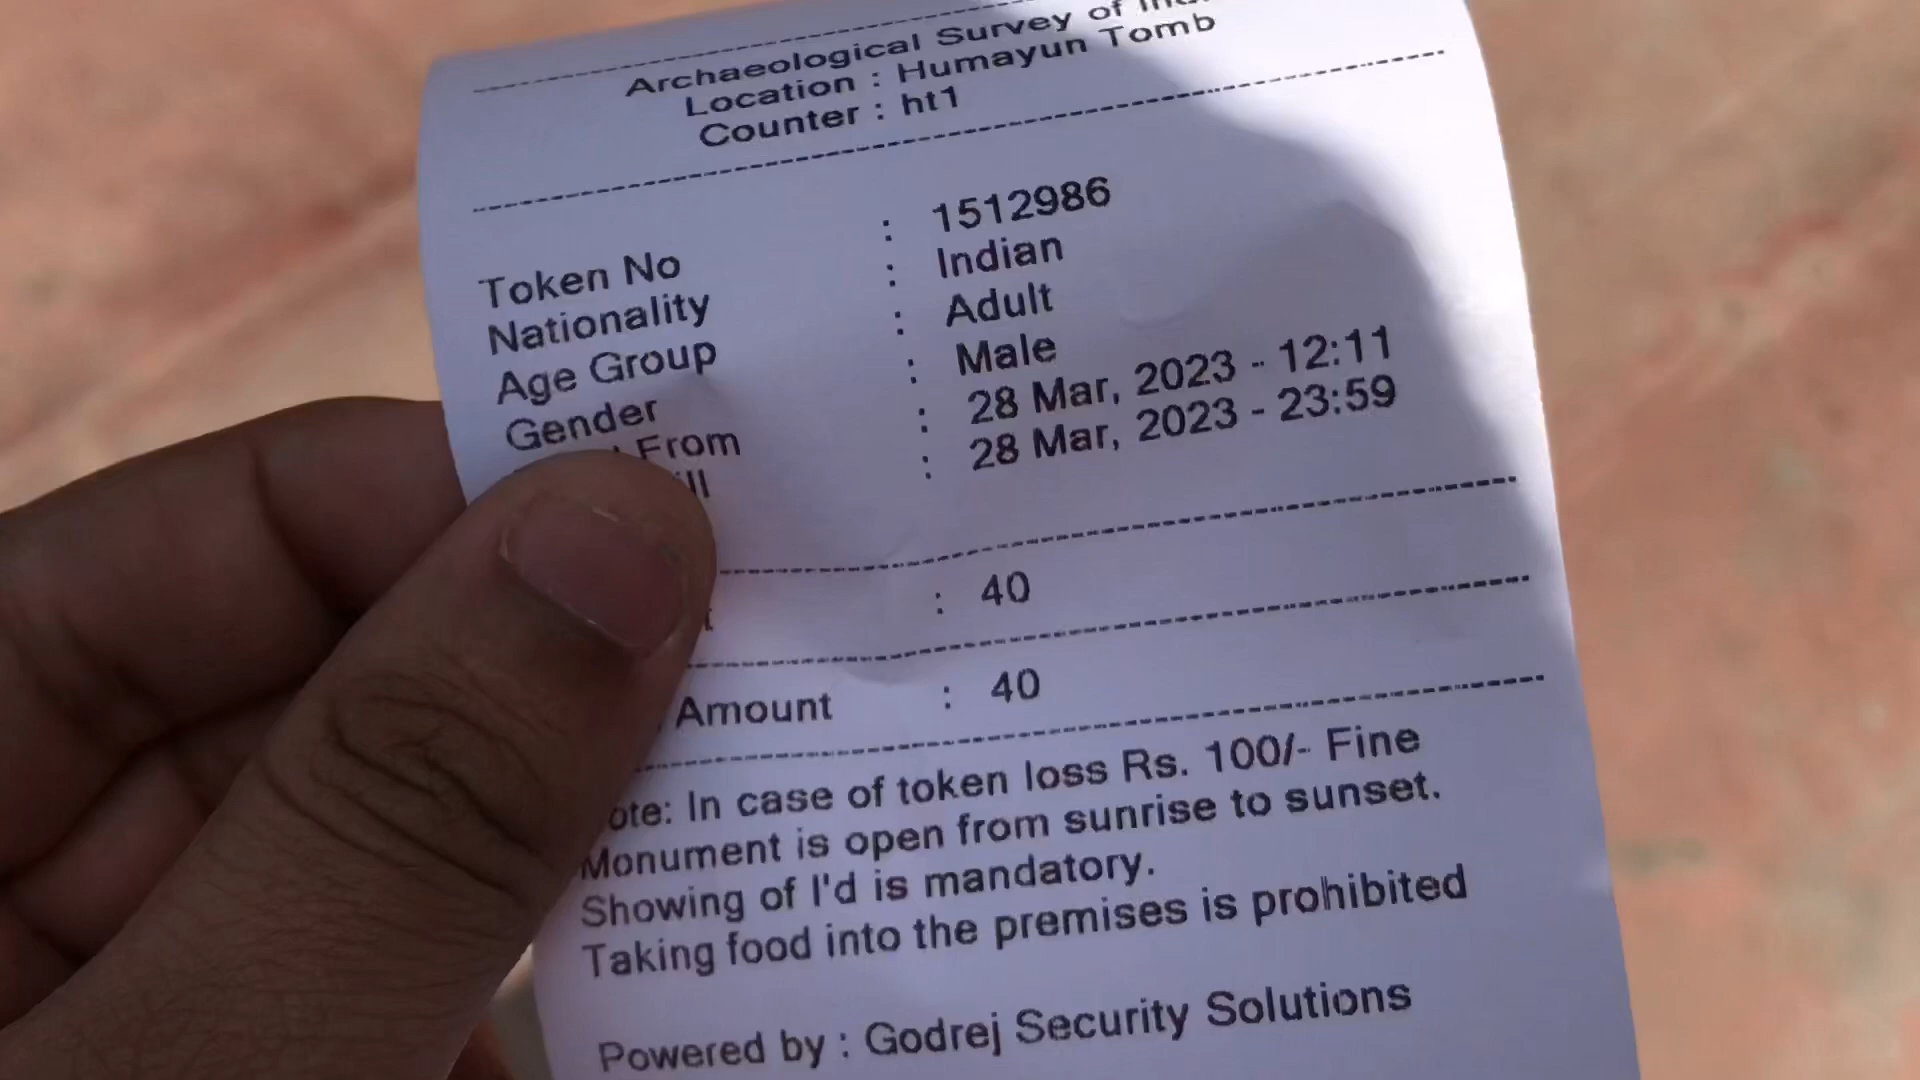 Archaeological Survey of
Location : Humayun Tomb
Counter : ht1
Token No : 1512986
Nationality : Indian
Age Group : Adult
Gender : Male
From : 28 Mar, 2023 - 12:11
: 28 Mar, 2023 - 23:59
: 40
Amount : 40
In case of token loss Rs. 100/- Fine
Monument is open from sunrise to sunset.
Showing of I'd is mandatory.
Taking food into the premises is prohibited
Powered by : Godrej Security Solutions